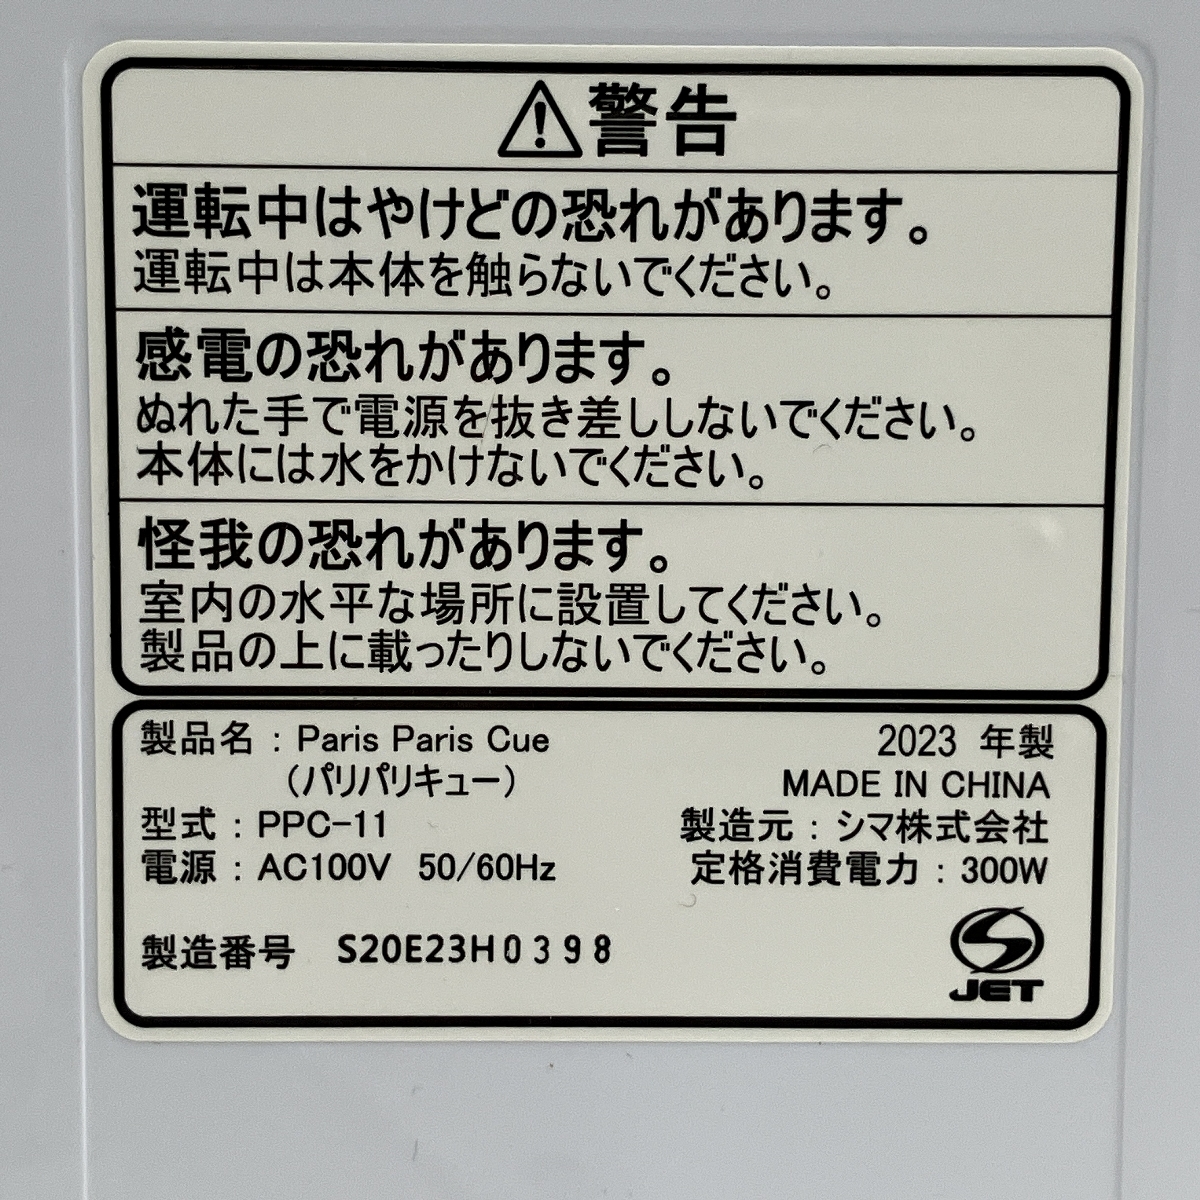 警告
運転中はやけどの恐れがあります。
運転中は本体を触らないでください。
感電の恐れがあります。
ぬれた手で電源を抜き差ししないでください。
本体には水をかけないでください。
怪我の恐れがあります。
室内の水平な場所に設置してください。
製品の上に載ったりしないでください。
製品名：Paris Paris Cue
（パリパリキュー）
型式：PPC-11
電源：AC100V 50/60Hz
2023 年製
MADE IN CHINA
製造元：シマ株式会社
定格消費電力：300W
製造番号 S20E23H0398
JET